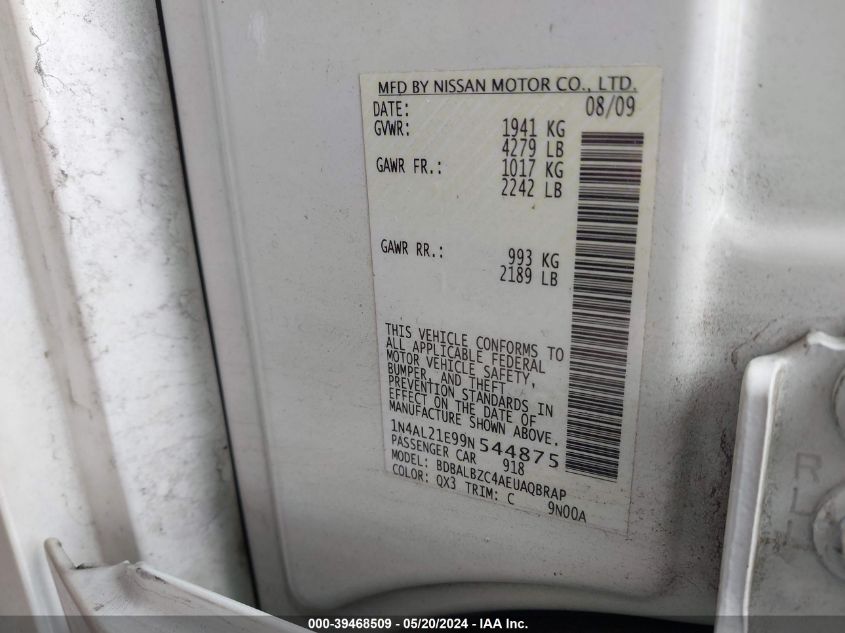 MFD BY NISSAN MOTOR CO., LTD.
DATE: 08/09
GVWR: 1941 KG
4279 LB
GAWR FR.: 1017 KG
2242 LB
GAWR RR.: 993 KG
2189 LB
THIS VEHICLE CONFORMS TO
ALL APPLICABLE FEDERAL
MOTOR VEHICLE SAFETY,
BUMPER, AND THEFT
PREVENTION STANDARDS IN
EFFECT ON THE DATE OF
MANUFACTURE SHOWN ABOVE.
1N4AL21E99N544875
PASSENGER CAR 918
MODEL: BDBALBZC4AEUAQBRAP
COLOR: QX3 TRIM: C 9N00A
R
L
000-39468509 - 05/20/2024 - IAA Inc.